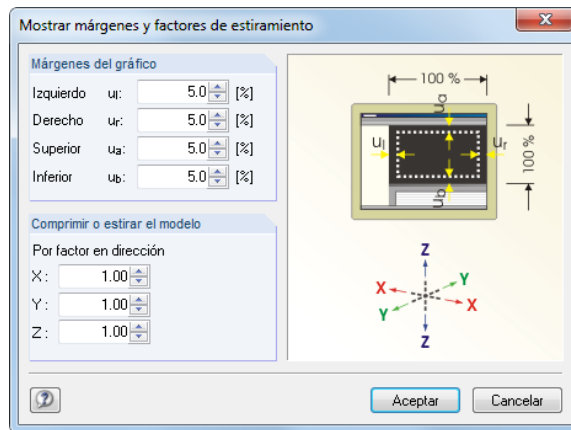 Mostrar márgenes y factores de estiramiento
Márgenes del gráfico
Izquierdo ul: 5.0 [%]
Derecho ur: 5.0 [%]
Superior ua: 5.0 [%]
Inferior ub: 5.0 [%]
Comprimir o estirar el modelo
Por factor en dirección
X: 1.00
Y: 1.00
Z: 1.00
100 %
ua
ul
ur
100 %
ub
Z
Y
X
X
Y
Z
Aceptar
Cancelar